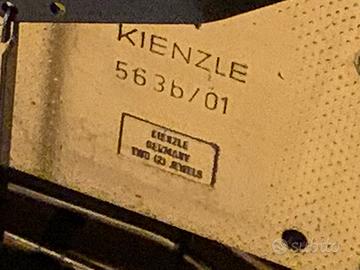 KIENZLE
563b/01
KIENZLE
GERMANY
TWO (2) JEWELS
subito